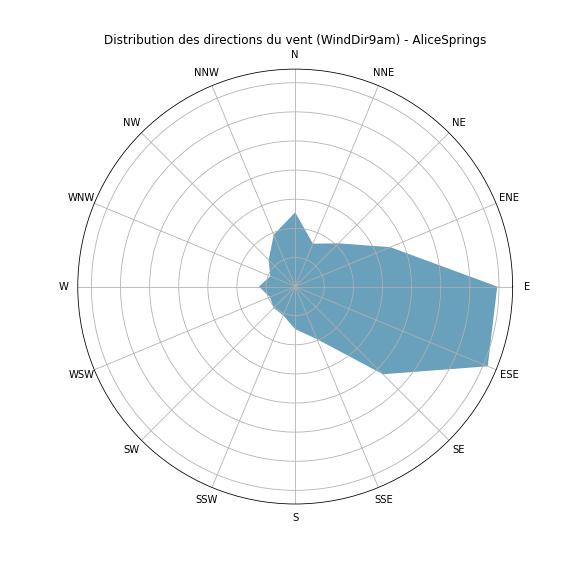 Distribution des directions du vent (WindDir9am) - AliceSprings
N
NNW
NNE
NW
NE
WNW
ENE
W
E
WSW
ESE
SW
SE
SSW
SSE
S